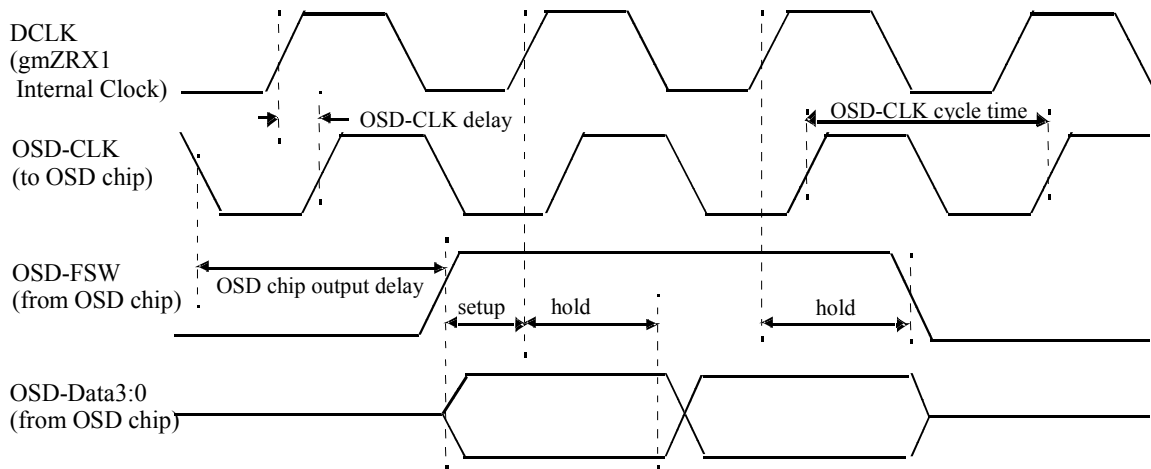 DCLK
(gmZRX1
Internal Clock)
OSD-CLK delay
OSD-CLK cycle time
OSD-CLK
(to OSD chip)
OSD-FSW
(from OSD chip)
OSD chip output delay
setup
hold
hold
OSD-Data3:0
(from OSD chip)